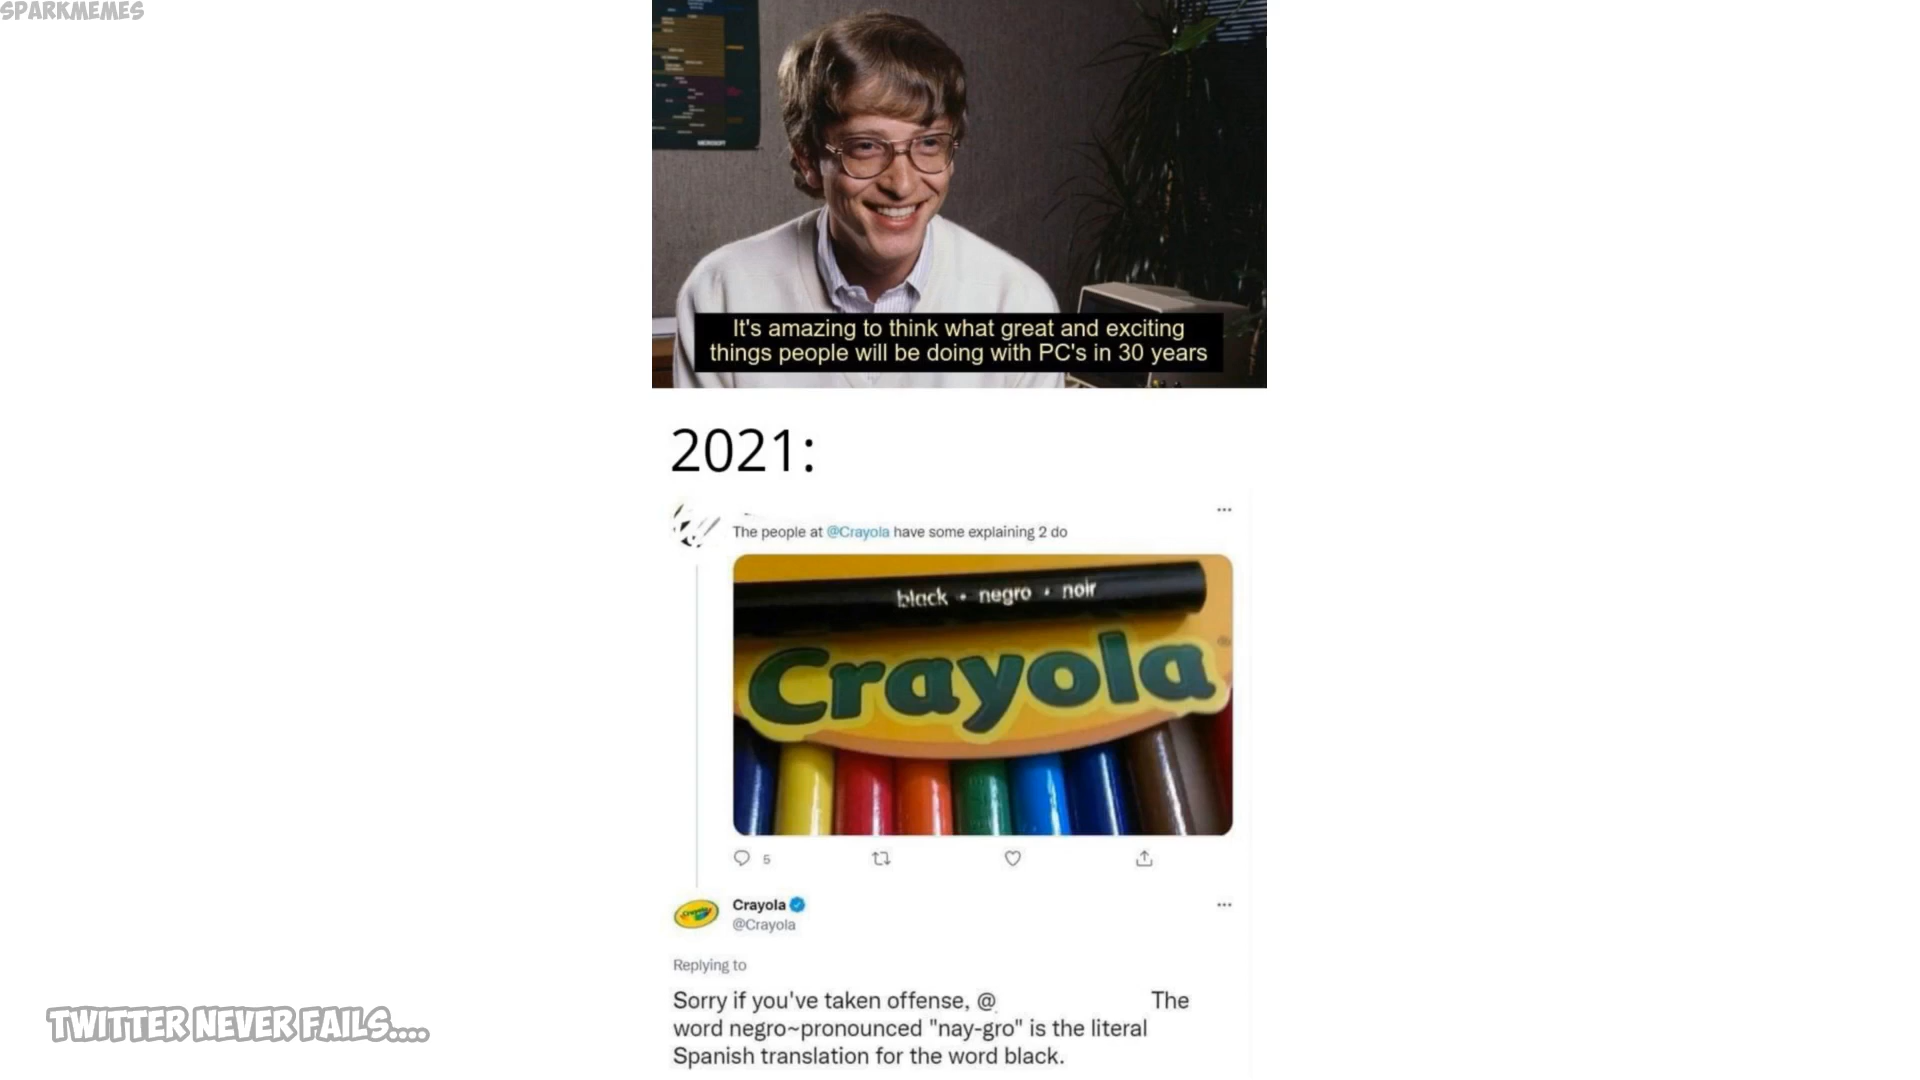 SPARKMEMES
MICROSOFT
It's amazing to think what great and exciting
things people will be doing with PC's in 30 years
2021:
The people at @Crayola have some explaining 2 do
black • negro • noir
Crayola
5
Crayola
@Crayola
Replying to
Sorry if you've taken offense, @ The
word negro~pronounced "nay-gro" is the literal
Spanish translation for the word black.
TWITTER NEVER FAILS....